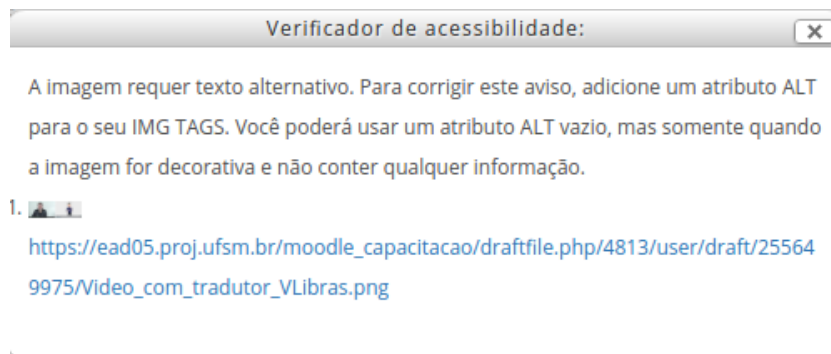 Verificador de acessibilidade:
A imagem requer texto alternativo. Para corrigir este aviso, adicione um atributo ALT
para o seu IMG TAGS. Você poderá usar um atributo ALT vazio, mas somente quando
a imagem for decorativa e não conter qualquer informação.
1.
https://ead05.proj.ufsm.br/moodle_capacitacao/draftfile.php/4813/user/draft/25564
9975/Video_com_tradutor_VLibras.png